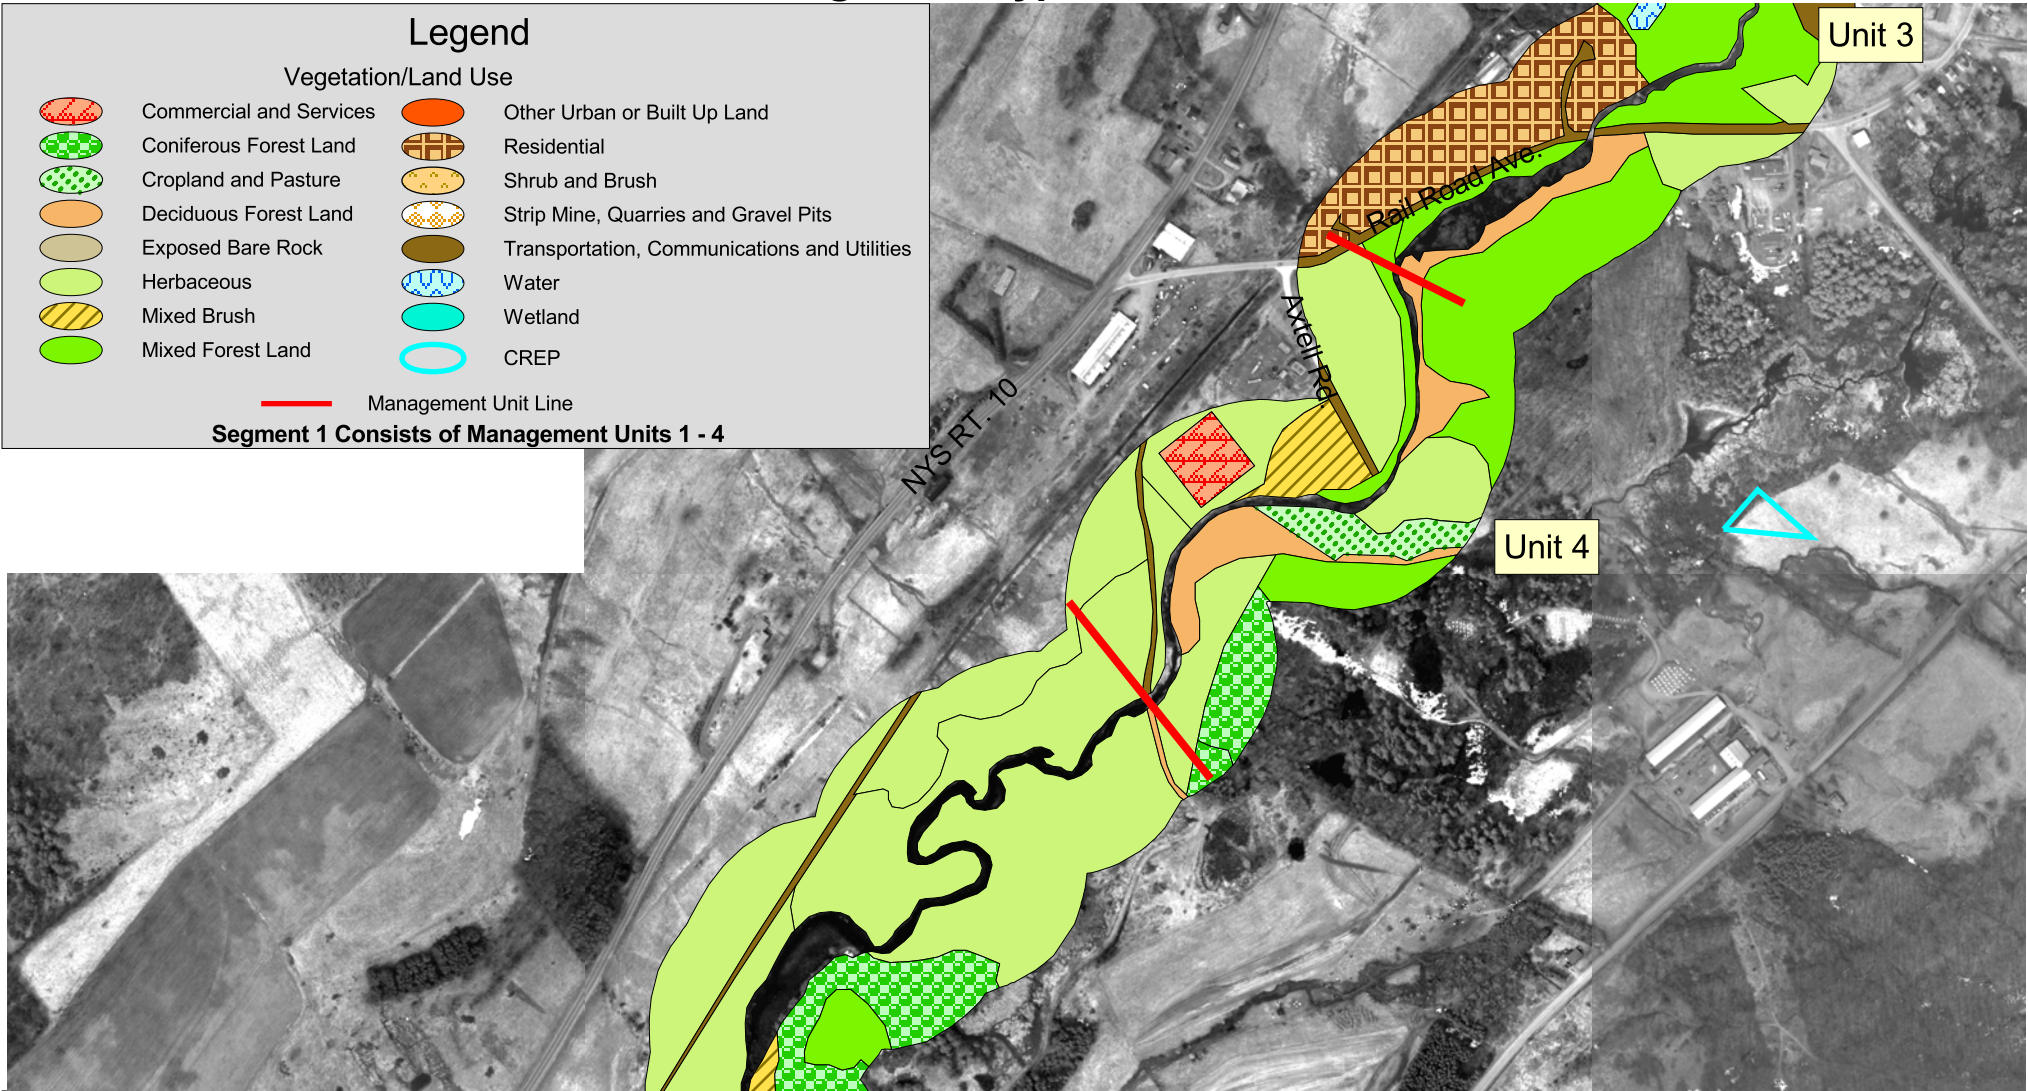 Legend
Vegetation/Land Use
Commercial and Services
Coniferous Forest Land
Cropland and Pasture
Deciduous Forest Land
Exposed Bare Rock
Herbaceous
Mixed Brush
Mixed Forest Land
Other Urban or Built Up Land
Residential
Shrub and Brush
Strip Mine, Quarries and Gravel Pits
Transportation, Communications and Utilities
Water
Wetland
CREP
Management Unit Line
Segment 1 Consists of Management Units 1 - 4
Unit 3
Rail Road Ave.
Axtell Rd.
NYS RT. 10
Unit 4